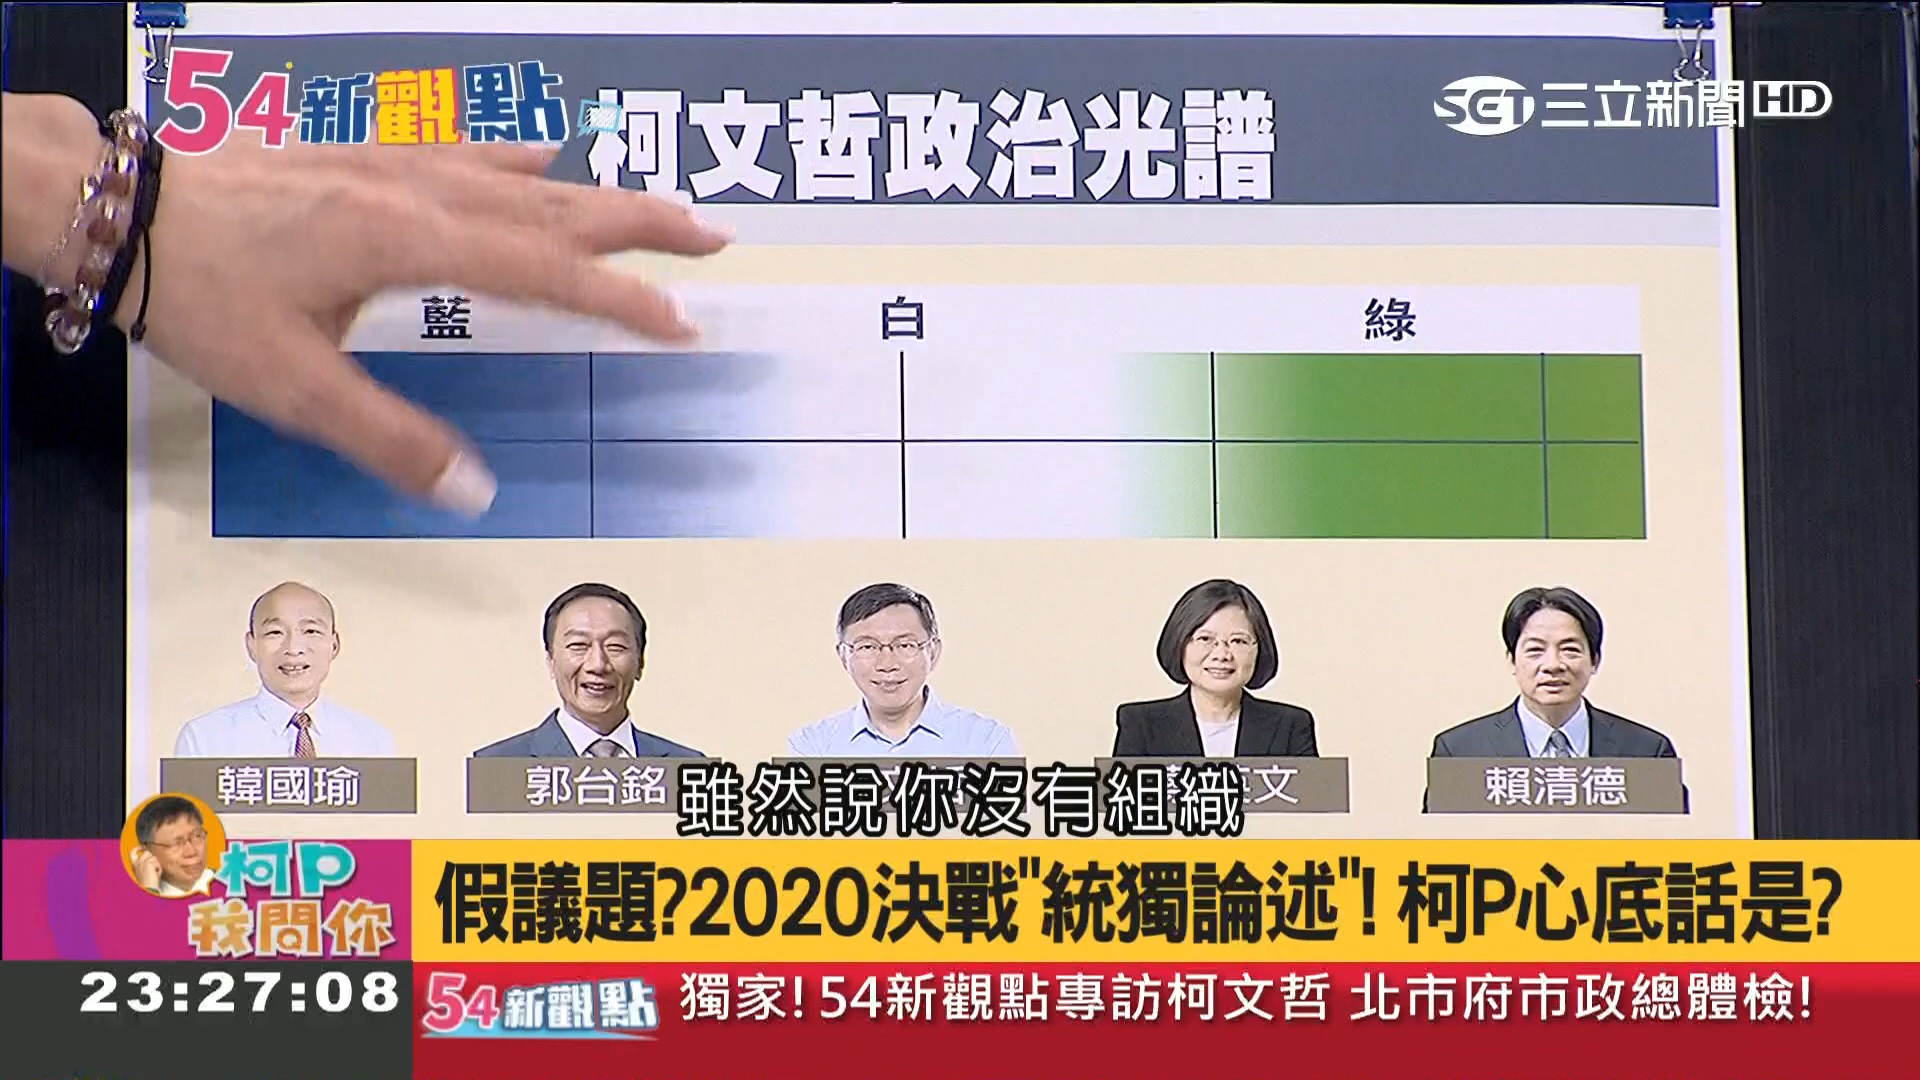 54新觀點
柯文哲政治光譜
SET三立新聞HD
藍
白
綠
韓國瑜
郭台銘
英文
賴清德
雖然說你沒有組織
柯P
我問你
假議題?2020決戰"統獨論述"! 柯P心底話是?
23:27:08
54新觀點
獨家!54新觀點專訪柯文哲 北市府市政總體檢!